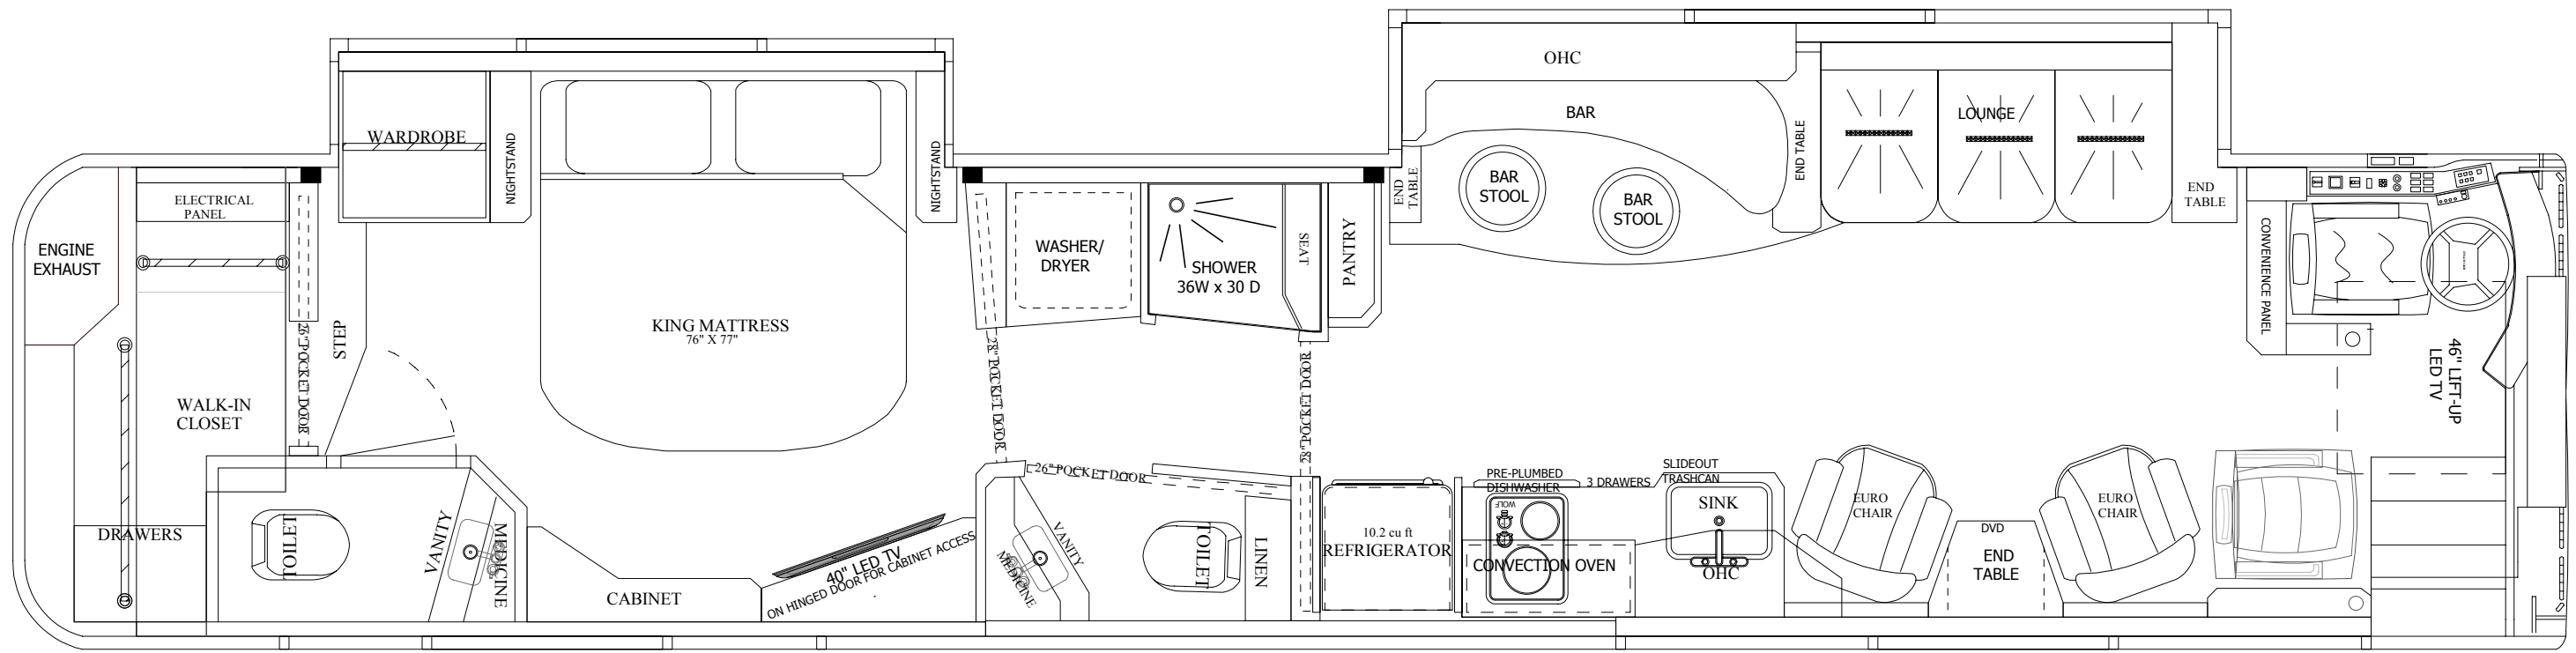 ENGINE
EXHAUST
ELECTRICAL
PANEL
WALK-IN
CLOSET
DRAWERS
26" POCKET DOOR
STEP
WARDROBE
NIGHTSTAND
KING MATTRESS
76" X 77"
NIGHTSTAND
TOILET
VANITY
MEDICINE
CABINET
40" LED TV
ON HINGED DOOR FOR CABINET ACCESS
28" POCKET DOOR
WASHER/
DRYER
SHOWER
36W x 30 D
SEAT
PANTRY
28" POCKET DOOR
26" POCKET DOOR
VANITY
MEDICINE
TOILET
LINEN
10.2 cu ft
REFRIGERATOR
PRE-PLUMBED
DISHWASHER
3 DRAWERS
SLIDEOUT
TRASHCAN
WOLF
CONVECTION OVEN
SINK
OHC
EURO
CHAIR
DVD
END
TABLE
EURO
CHAIR
OHC
BAR
END
TABLE
BAR
STOOL
BAR
STOOL
END TABLE
LOUNGE
END
TABLE
CONVENIENCE PANEL
46" LIFT-UP
LED TV